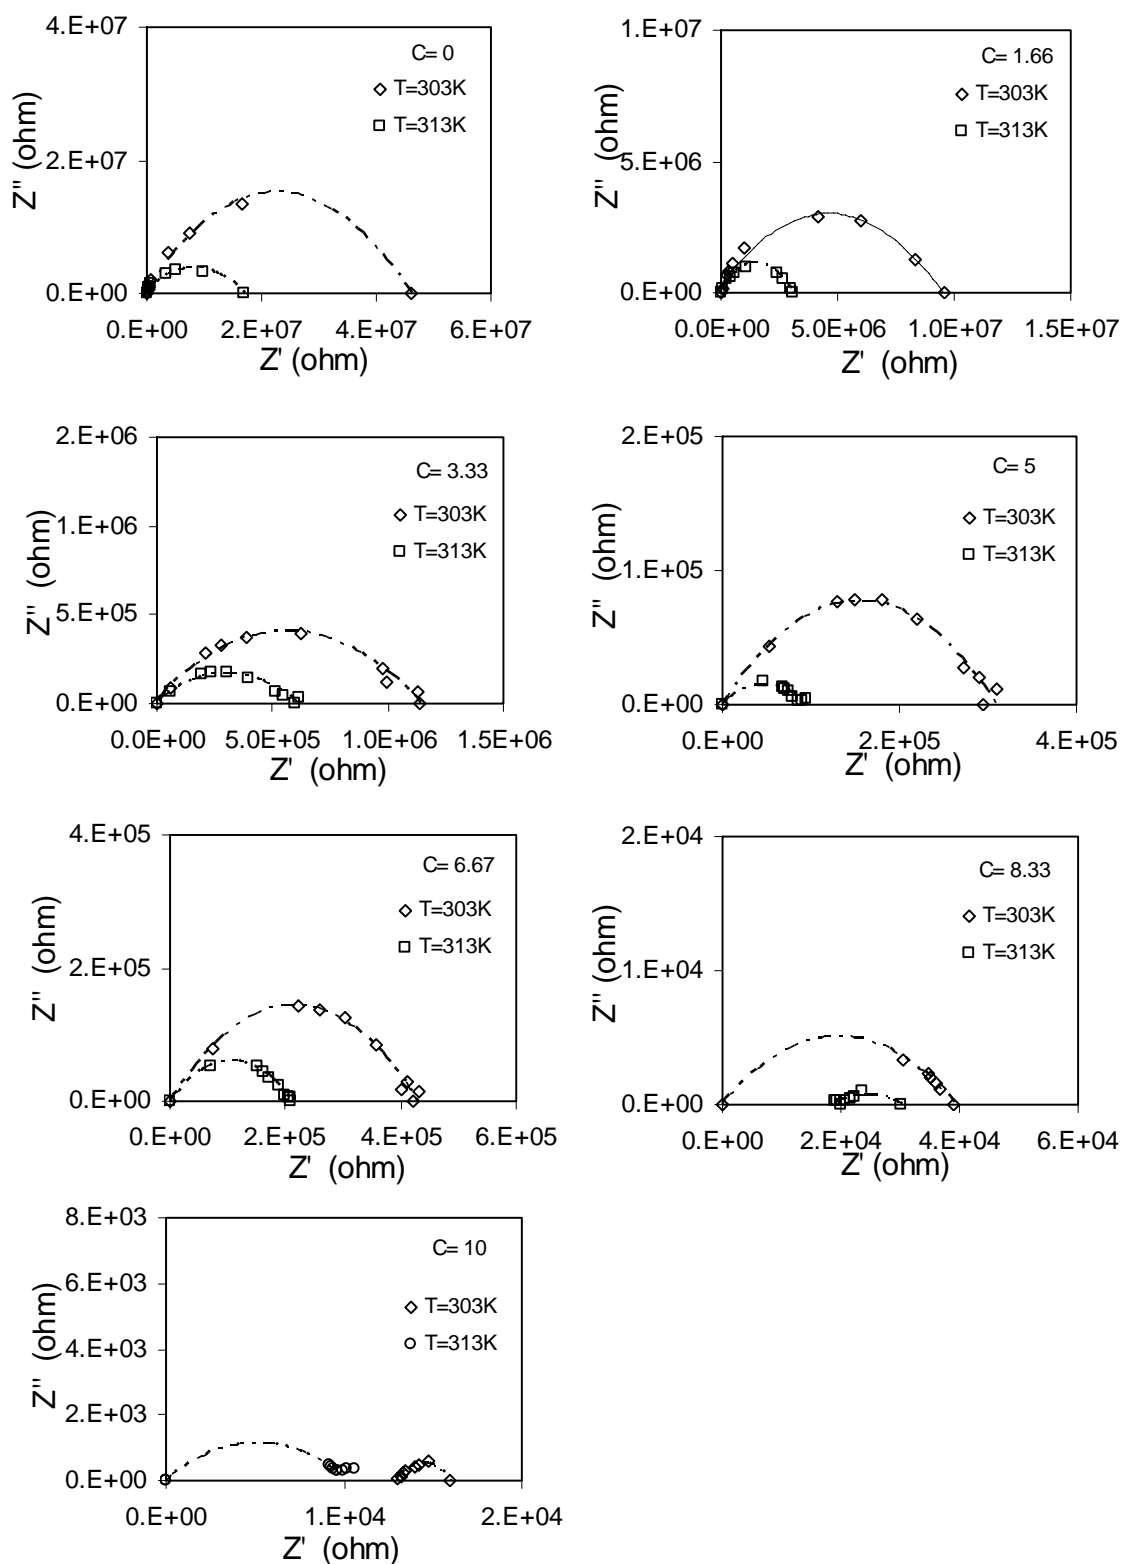 4.E+07
2.E+07
0.E+00
0.E+00 2.E+07 4.E+07 6.E+07
Z' (ohm)
Z'' (ohm)
C= 0
T=303K
T=313K
1.E+07
5.E+06
0.E+00
0.E+00 5.E+06 1.E+07 1.5E+07
Z' (ohm)
Z'' (ohm)
C= 1.66
T=303K
T=313K
2.E+06
1.E+06
5.E+05
0.E+00
0.E+00 5.E+05 1.E+06 1.5E+06
Z' (ohm)
Z'' (ohm)
C= 3.33
T=303K
T=313K
2.E+05
1.E+05
0.E+00
0.E+00 2.E+05 4.E+05
Z' (ohm)
Z'' (ohm)
C= 5
T=303K
T=313K
4.E+05
2.E+05
0.E+00
0.E+00 2.E+05 4.E+05 6.E+05
Z' (ohm)
Z'' (ohm)
C= 6.67
T=303K
T=313K
2.E+04
1.E+04
0.E+00
0.E+00 2.E+04 4.E+04 6.E+04
Z' (ohm)
Z'' (ohm)
C= 8.33
T=303K
T=313K
8.E+03
6.E+03
4.E+03
2.E+03
0.E+00
0.E+00 1.E+04 2.E+04
Z' (ohm)
Z'' (ohm)
C= 10
T=303K
T=313K